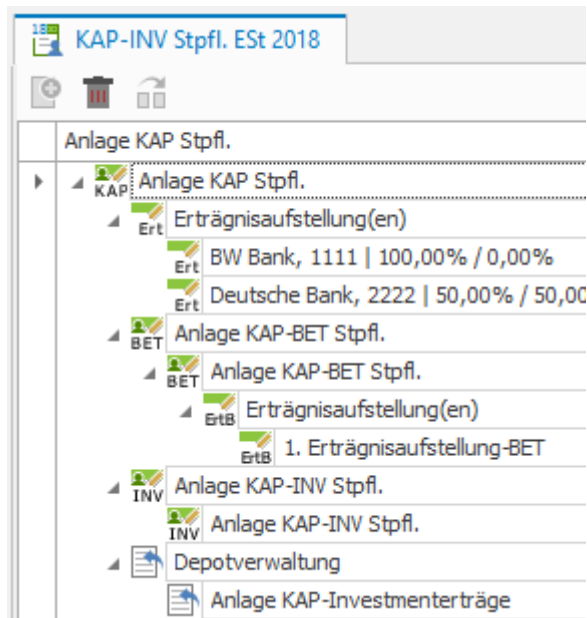 KAP-INV Stpfl. ESt 2018
Anlage KAP Stpfl.
KAP Anlage KAP Stpfl.
Ert Erträgnisaufstellung(en)
Ert BW Bank, 1111 | 100,00% / 0,00%
Ert Deutsche Bank, 2222 | 50,00% / 50,00
BET Anlage KAP-BET Stpfl.
BET Anlage KAP-BET Stpfl.
ErtB Erträgnisaufstellung(en)
ErtB 1. Erträgnisaufstellung-BET
INV Anlage KAP-INV Stpfl.
INV Anlage KAP-INV Stpfl.
Depotverwaltung
Anlage KAP-Investmenterträge